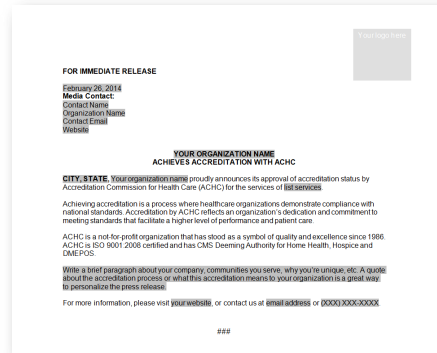 Your logo here
FOR IMMEDIATE RELEASE
February 26, 2014
Media Contact:
Contact Name
Organization Name
Contact Email
Website
YOUR ORGANIZATION NAME
ACHIEVES ACCREDITATION WITH ACHC
CITY, STATE, Your organization name proudly announces its approval of accreditation status by
Accreditation Commission for Health Care (ACHC) for the services of list services.
Achieving accreditation is a process where healthcare organizations demonstrate compliance with
national standards. Accreditation by ACHC reflects an organization's dedication and commitment to
meeting standards that facilitate a higher level of performance and patient care.
ACHC is a not-for-profit organization that has stood as a symbol of quality and excellence since 1986.
ACHC is ISO 9001:2008 certified and has CMS Deeming Authority for Home Health, Hospice and
DMEPOS.
Write a brief paragraph about your company, communities you serve, why you're unique, etc. A quote
about the accreditation process or what this accreditation means to your organization is a great way
to personalize the press release.
For more information, please visit your website, or contact us at email address or (XXX) XXX-XXXX.
###